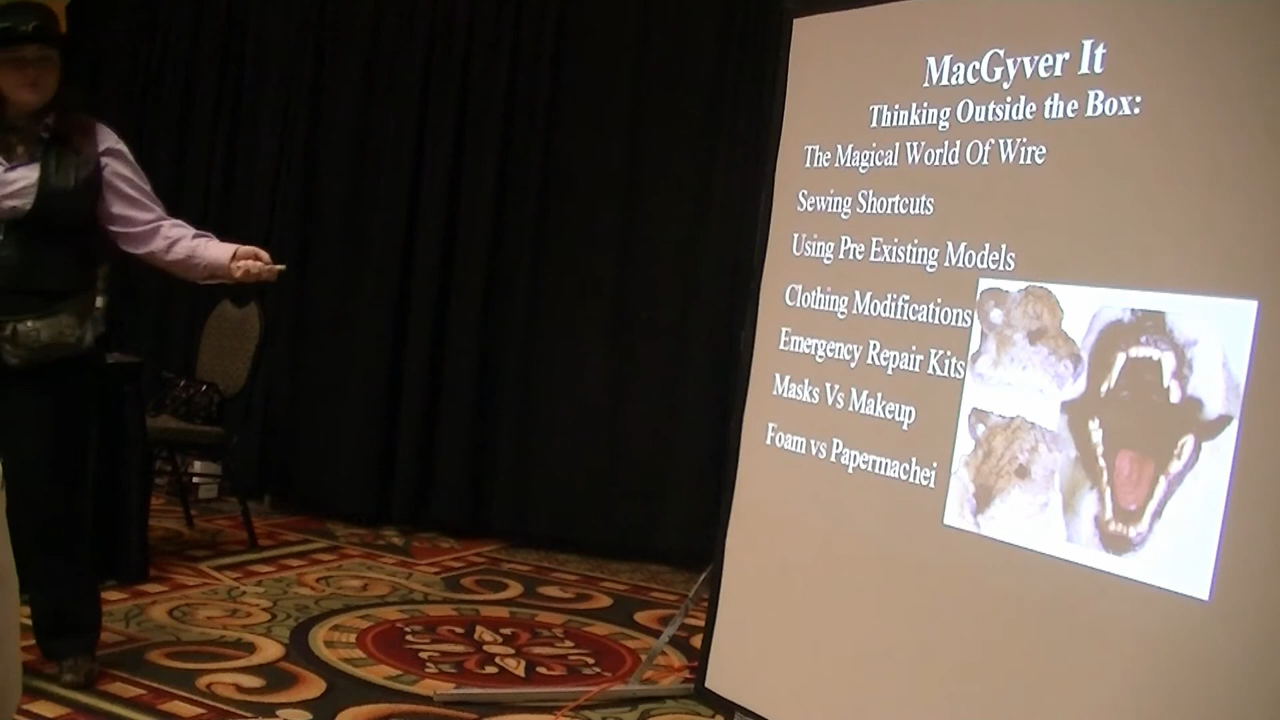 MacGyver It
Thinking Outside the Box:
The Magical World Of Wire
Sewing Shortcuts
Using Pre Existing Models
Clothing Modifications
Emergency Repair Kits
Masks Vs Makeup
Foam vs Papermachei